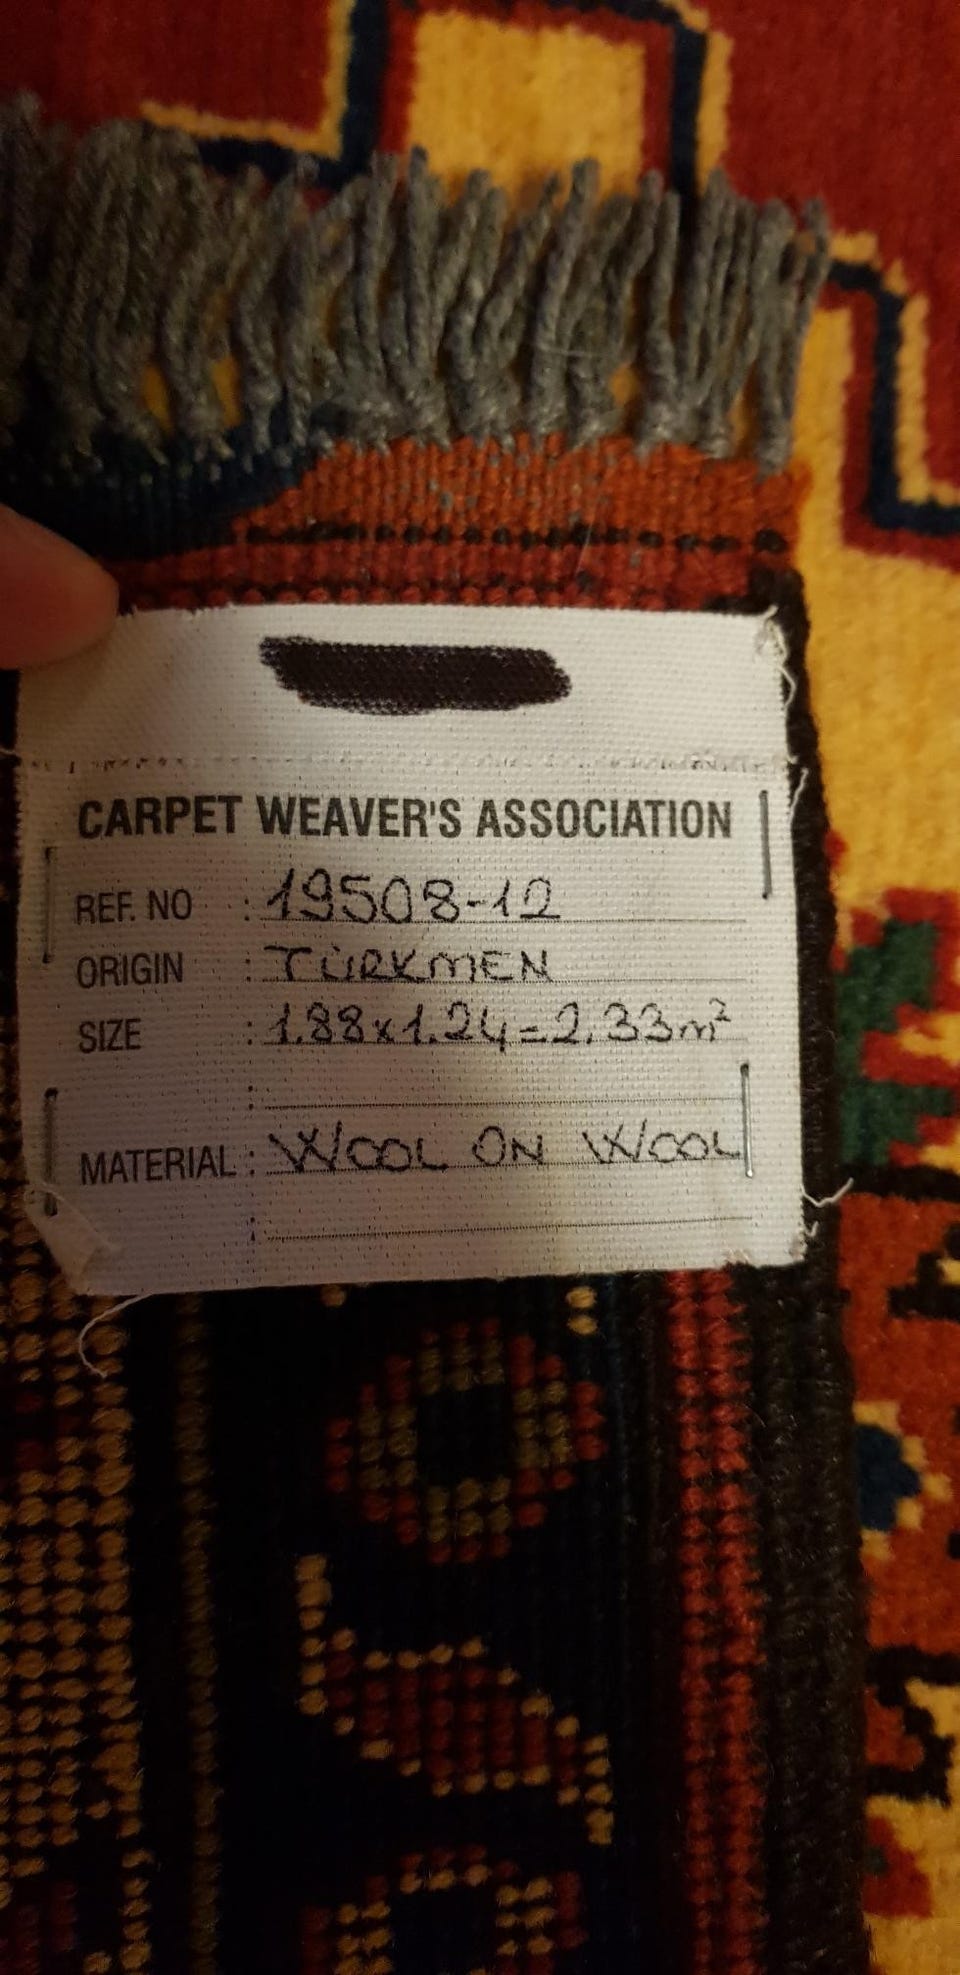 CARPET WEAVER'S ASSOCIATION
REF. NO : 19508-12
ORIGIN : TÜRKMEN
SIZE : 1.88x1.24=2.33m²
:
MATERIAL : WOOL ON WOOL
: